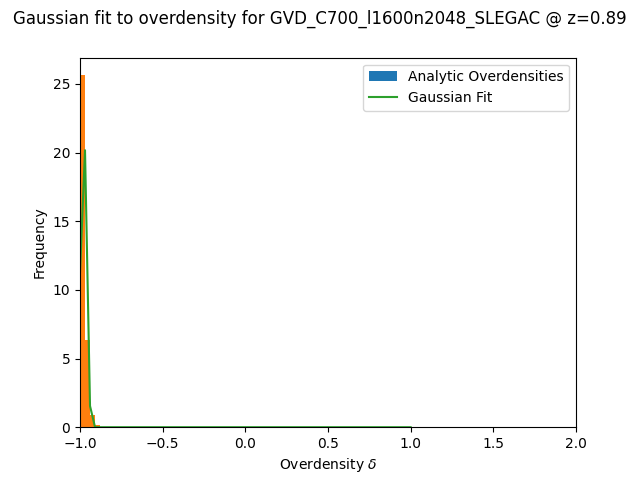 Gaussian fit to overdensity for GVD_C700_l1600n2048_SLEGAC @ z=0.89
Analytic Overdensities
Gaussian Fit
Frequency
25
20
15
10
5
0
−1.0
−0.5
0.0
0.5
1.0
1.5
2.0
Overdensity δ